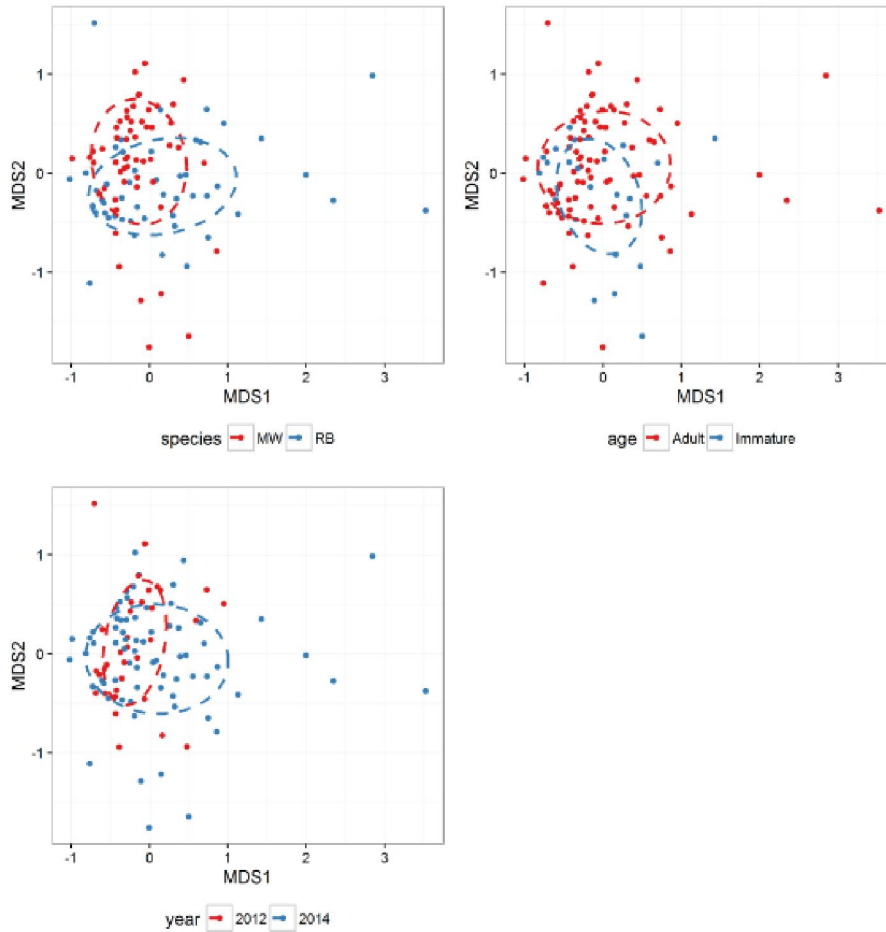 1
1
MDS2
MDS2
0
0
-1
-1
-1 0 1 2 3
-1 0 1 2 3
MDS1
MDS1
species MW RB
age Adult Immature
1
MDS2
0
-1
-1 0 1 2 3
MDS1
year 2012 2014